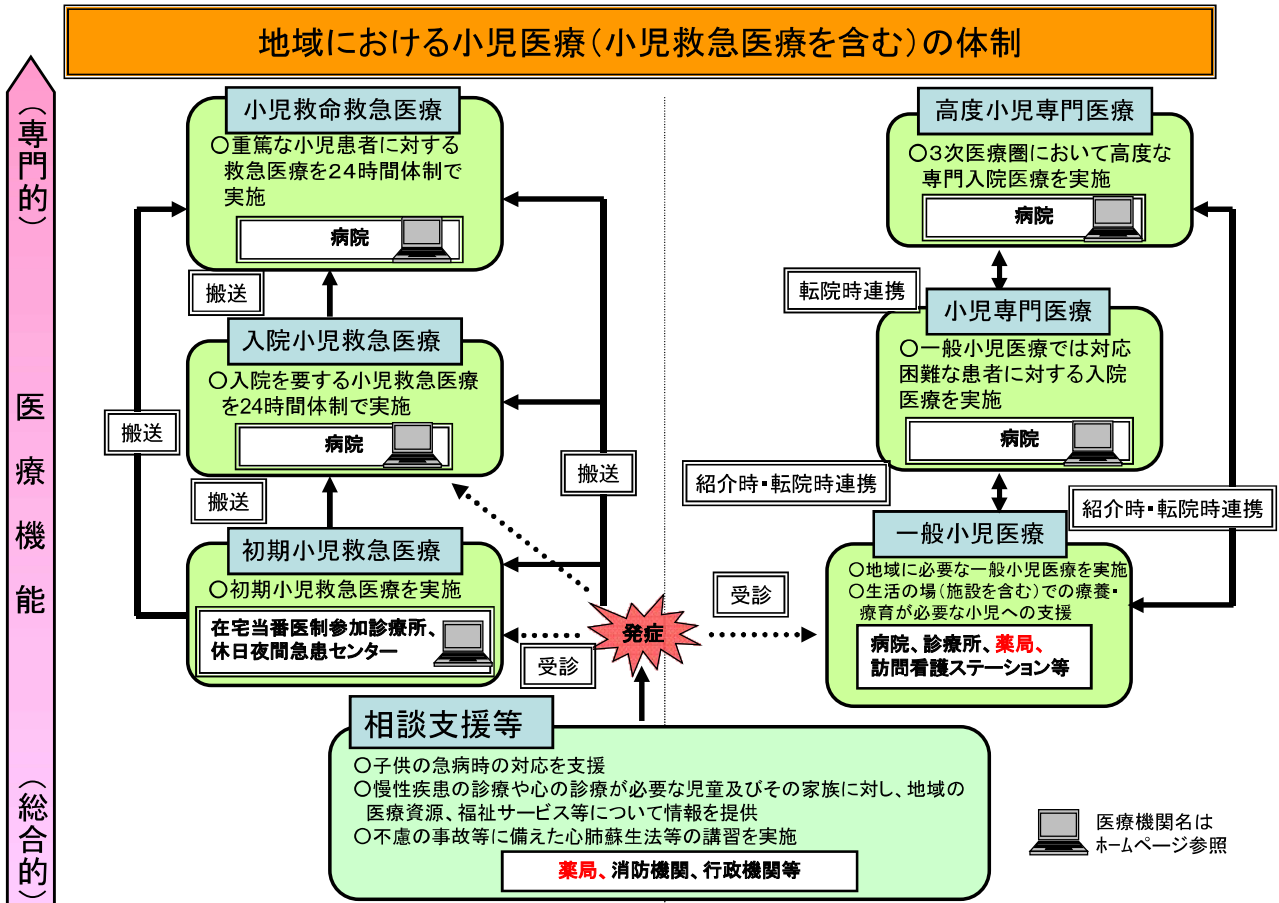 地域における小児医療(小児救急医療を含む)の体制
(専門的)
医療機能
(総合的)
小児救命救急医療
○重篤な小児患者に対する
救急医療を24時間体制で
実施
病院
搬送
入院小児救急医療
○入院を要する小児救急医療
を24時間体制で実施
病院
搬送
搬送
搬送
初期小児救急医療
○初期小児救急医療を実施
在宅当番医制参加診療所、
休日夜間急患センター
受診
発症
受診
高度小児専門医療
○3次医療圏において高度な
専門入院医療を実施
病院
転院時連携
小児専門医療
○一般小児医療では対応
困難な患者に対する入院
医療を実施
病院
紹介時・転院時連携
紹介時・転院時連携
一般小児医療
○地域に必要な一般小児医療を実施
○生活の場(施設を含む)での療養・
療育が必要な小児への支援
病院、診療所、薬局、
訪問看護ステーション等
相談支援等
○子供の急病時の対応を支援
○慢性疾患の診療や心の診療が必要な児童及びその家族に対し、地域の
医療資源、福祉サービス等について情報を提供
○不慮の事故等に備えた心肺蘇生法等の講習を実施
薬局、消防機関、行政機関等
医療機関名は
ホームページ参照